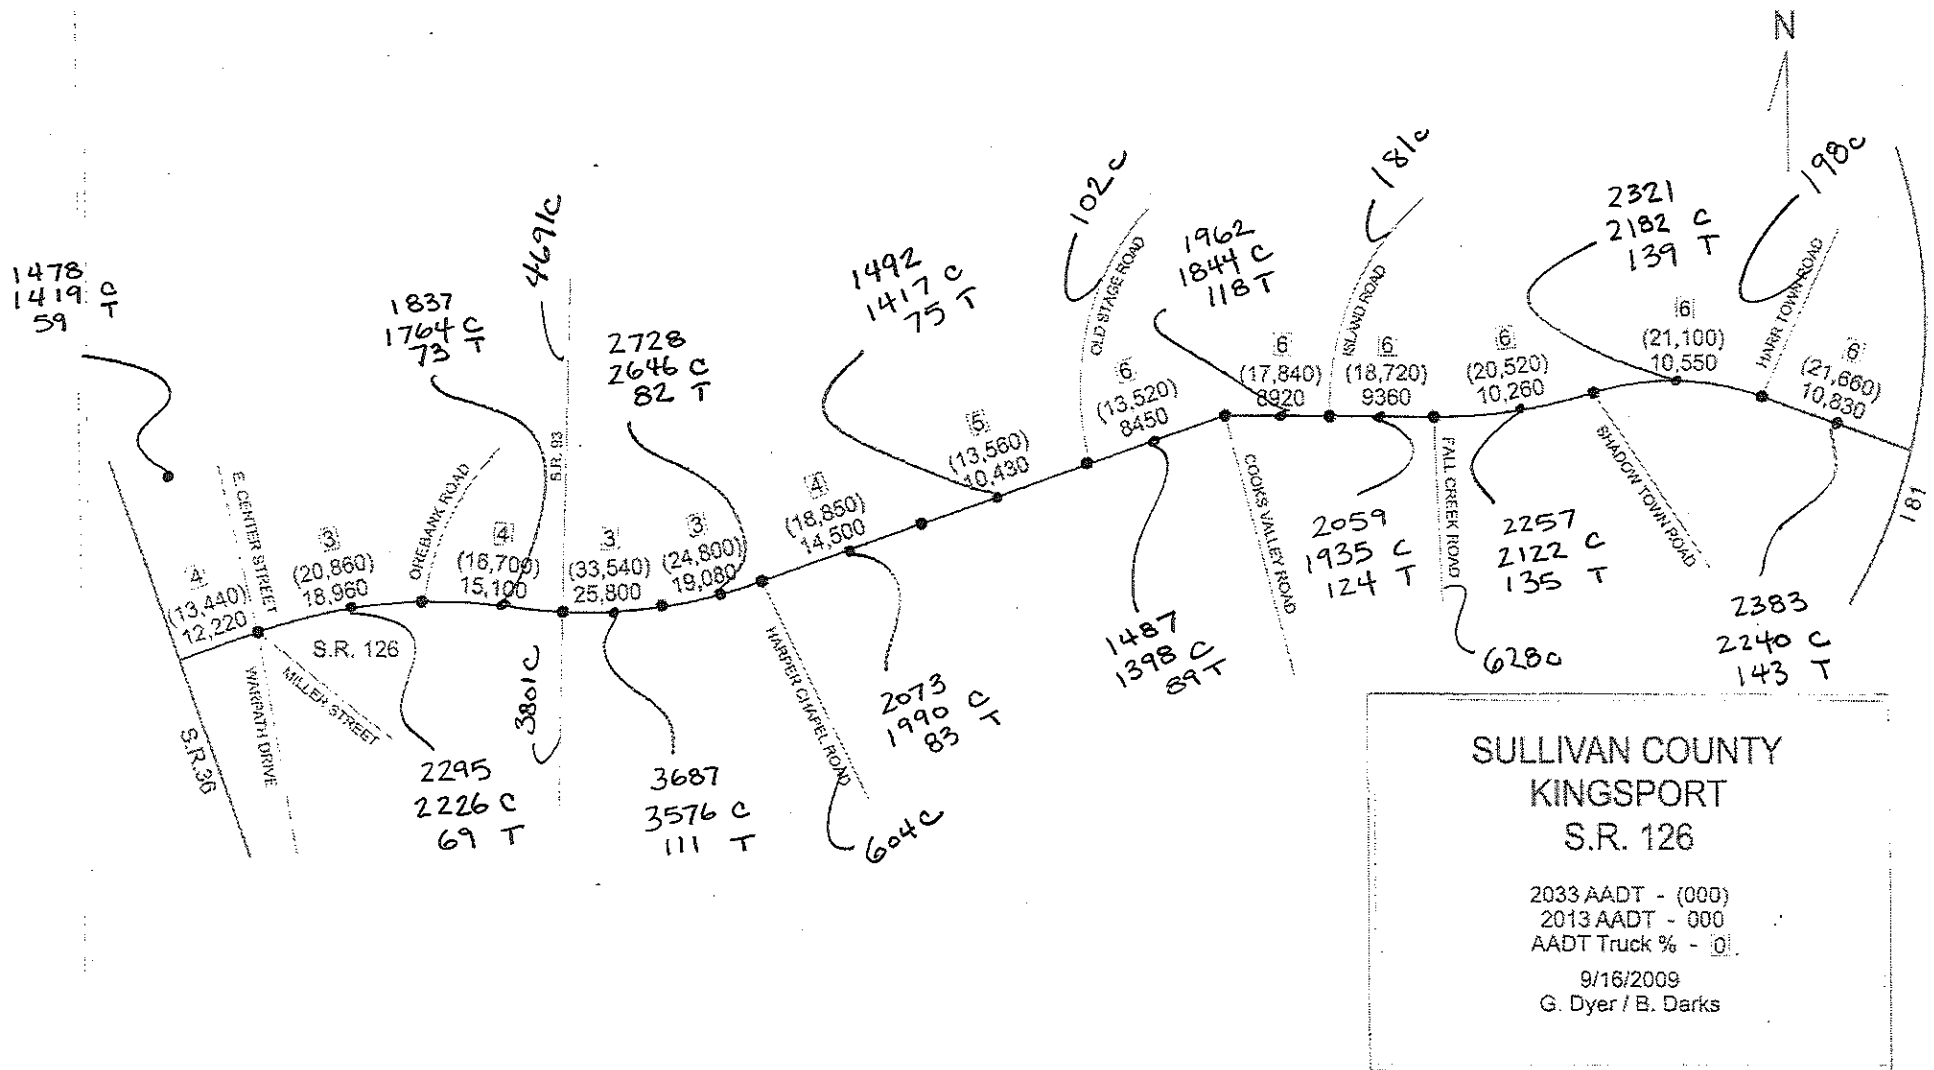 N
1478
1419 C
59 T
4
(13,440)
12,220
E. CENTER STREET
3
(20,860)
18,960
OREBANK ROAD
1837
1764 C
73 T
4
(16,700)
15,100
4691C
S.R. 93
3
(33,540)
25,800
2728
2646 C
82 T
3
(24,800)
19,080
4
(18,850)
14,500
1492
1417 C
75 T
5
(13,560)
10,430
102C
OLD STAGE ROAD
6
(13,520)
8450
1962
1844 C
118 T
6
(17,840)
8920
181C
ISLAND ROAD
6
(18,720)
9360
6
(20,520)
10,260
2321
2182 C
139 T
6
(21,100)
10,550
198C
HARR TOWN ROAD
6
(21,660)
10,830
181
S.R. 126
S.R.36
WARPATH DRIVE
MILLER STREET
2295
2226 C
69 T
3801C
3687
3576 C
111 T
HARPER CHAPEL ROAD
604C
2073
1990 C
83 T
1487
1398 C
89 T
COOKS VALLEY ROAD
2059
1935 C
124 T
FALL CREEK ROAD
628C
2257
2122 C
135 T
SHADOW TOWN ROAD
2383
2240 C
143 T
SULLIVAN COUNTY
KINGSPORT
S.R. 126
2033 AADT - (000)
2013 AADT - 000
AADT Truck % - 0
9/16/2009
G. Dyer / B. Darks